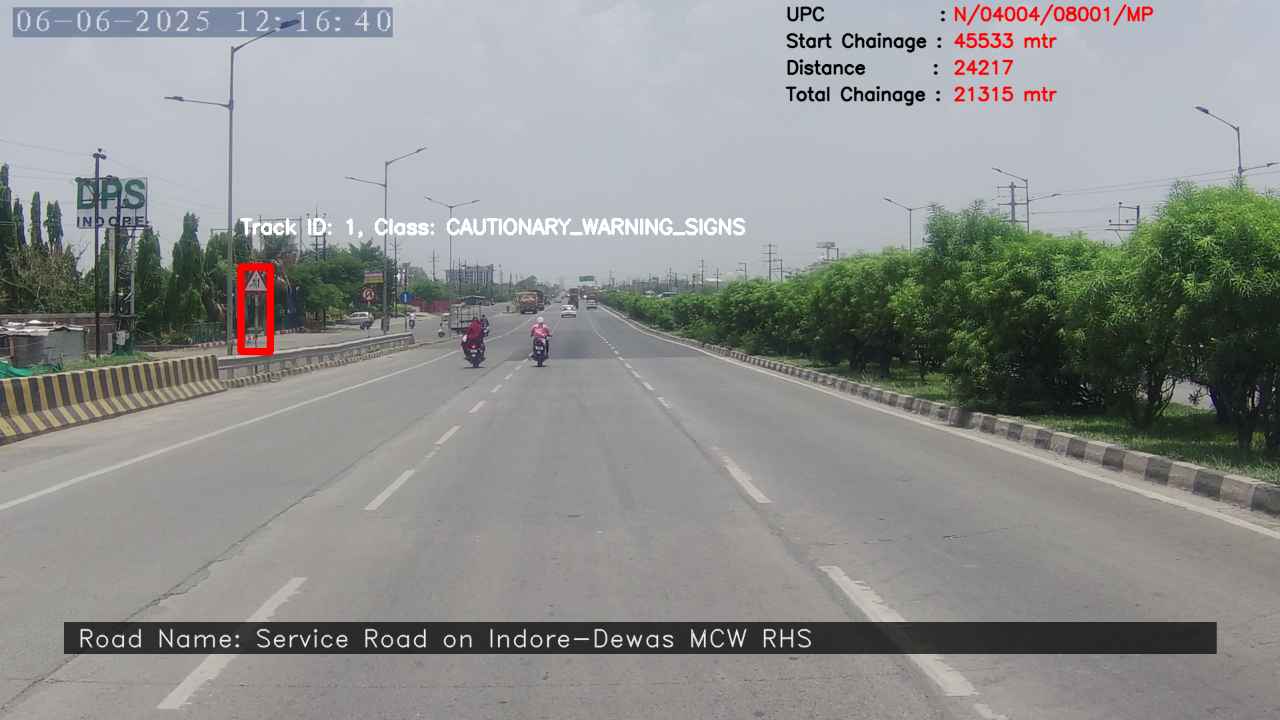 06-06-2025 12:16:40
UPC : N/04004/08001/MP
Start Chainage : 45533 mtr
Distance : 24217
Total Chainage : 21315 mtr
DPS
INDORE
Track ID: 1, Class: CAUTIONARY_WARNING_SIGNS
Road Name: Service Road on Indore-Dewas MCW RHS